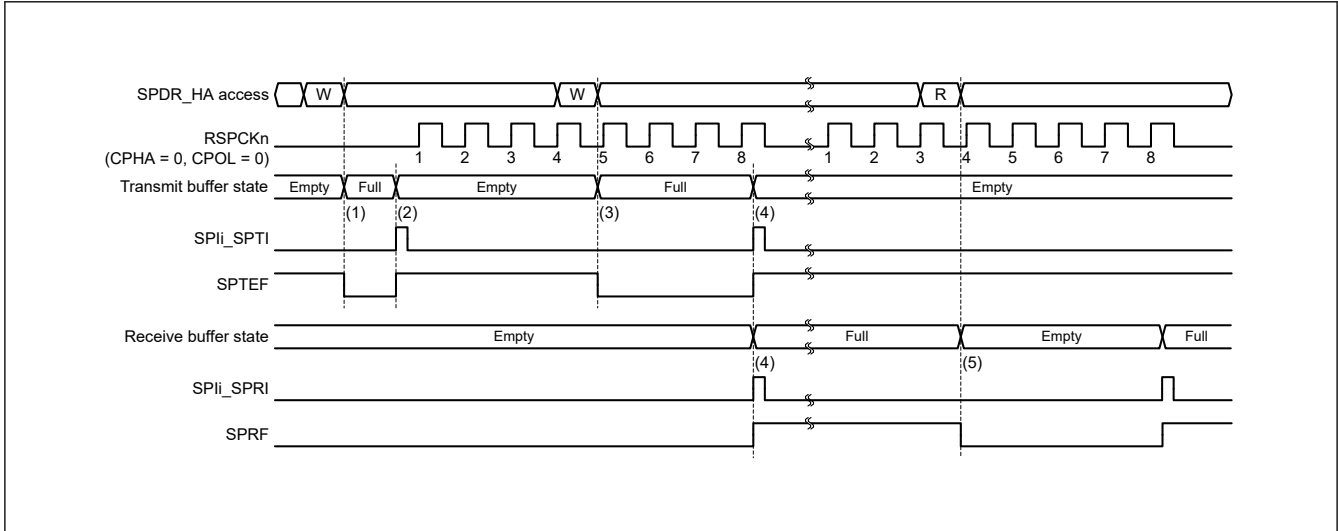 SPDR_HA access W W R
RSPCKn
(CPHA = 0, CPOL = 0)
1 2 3 4 5 6 7 8 1 2 3 4 5 6 7 8
Transmit buffer state Empty Full Empty Full Empty
(1) (2) (3) (4)
SPIi_SPTI
SPTEF
Receive buffer state Empty Full Empty Full
(4) (5)
SPIi_SPRI
SPRF